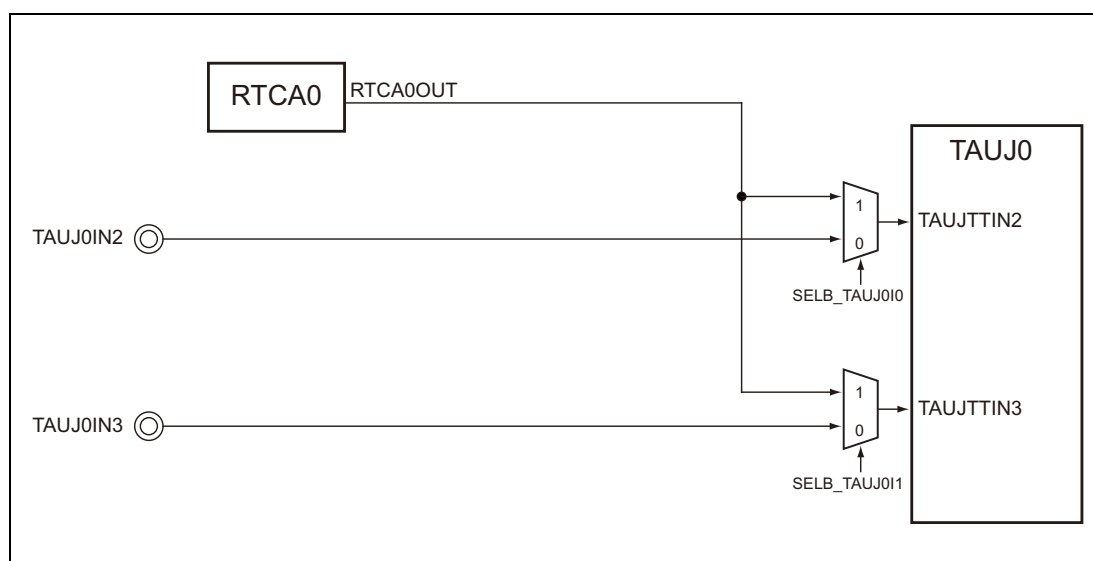 RTCA0
RTCA0OUT
TAUJ0
1
TAUJTTIN2
TAUJ0IN2
0
SELB_TAUJ0I0
1
TAUJTTIN3
TAUJ0IN3
0
SELB_TAUJ0I1